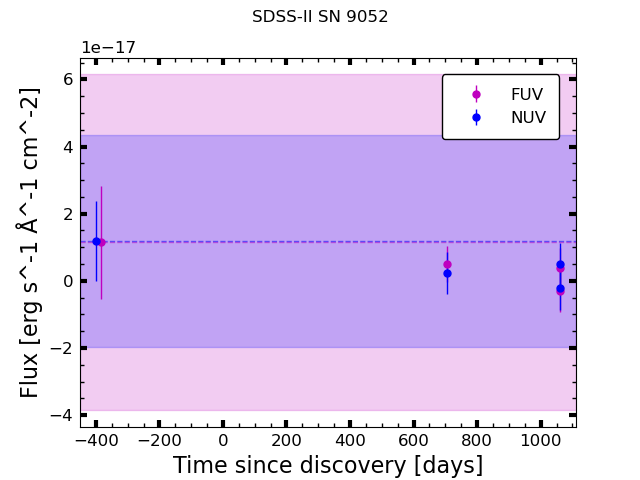 SDSS-II SN 9052
1e−17
FUV
NUV
6
4
2
0
−2
−4
Flux [erg s^-1 Å^-1 cm^-2]
−400 −200 0 200 400 600 800 1000
Time since discovery [days]